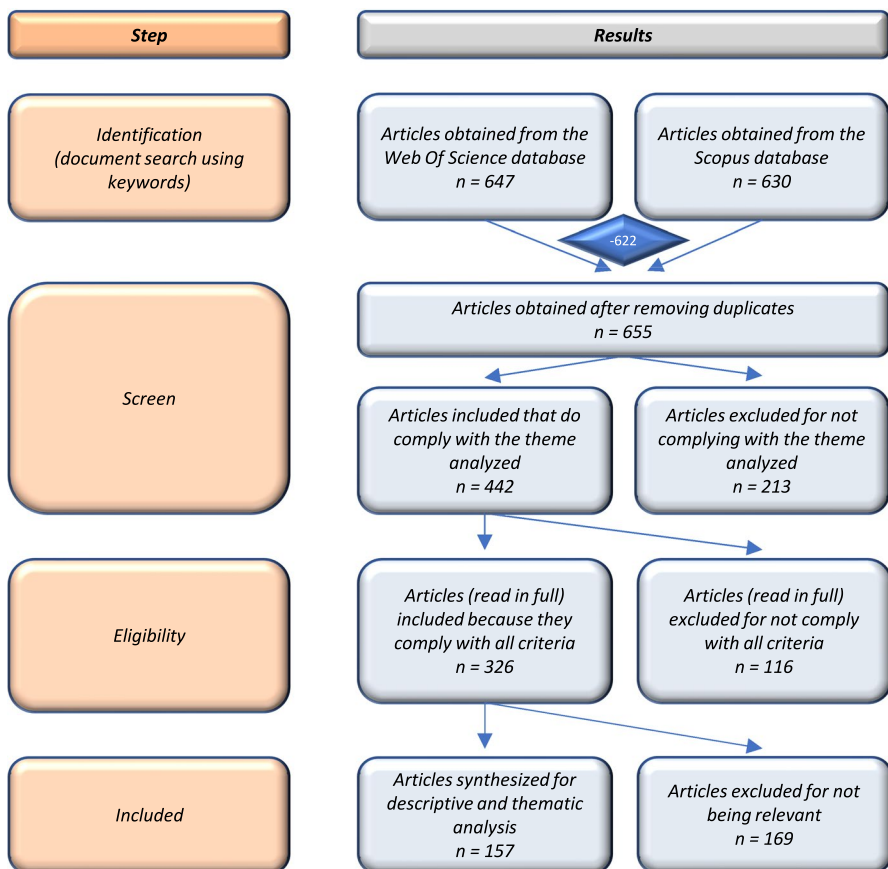 Step
Results
Identification
(document search using
keywords)
Articles obtained from the
Web Of Science database
n = 647
Articles obtained from the
Scopus database
n = 630
-622
Screen
Articles obtained after removing duplicates
n = 655
Articles included that do
comply with the theme
analyzed
n = 442
Articles excluded for not
complying with the theme
analyzed
n = 213
Eligibility
Articles (read in full)
included because they
comply with all criteria
n = 326
Articles (read in full)
excluded for not comply
with all criteria
n = 116
Included
Articles synthesized for
descriptive and thematic
analysis
n = 157
Articles excluded for not
being relevant
n = 169